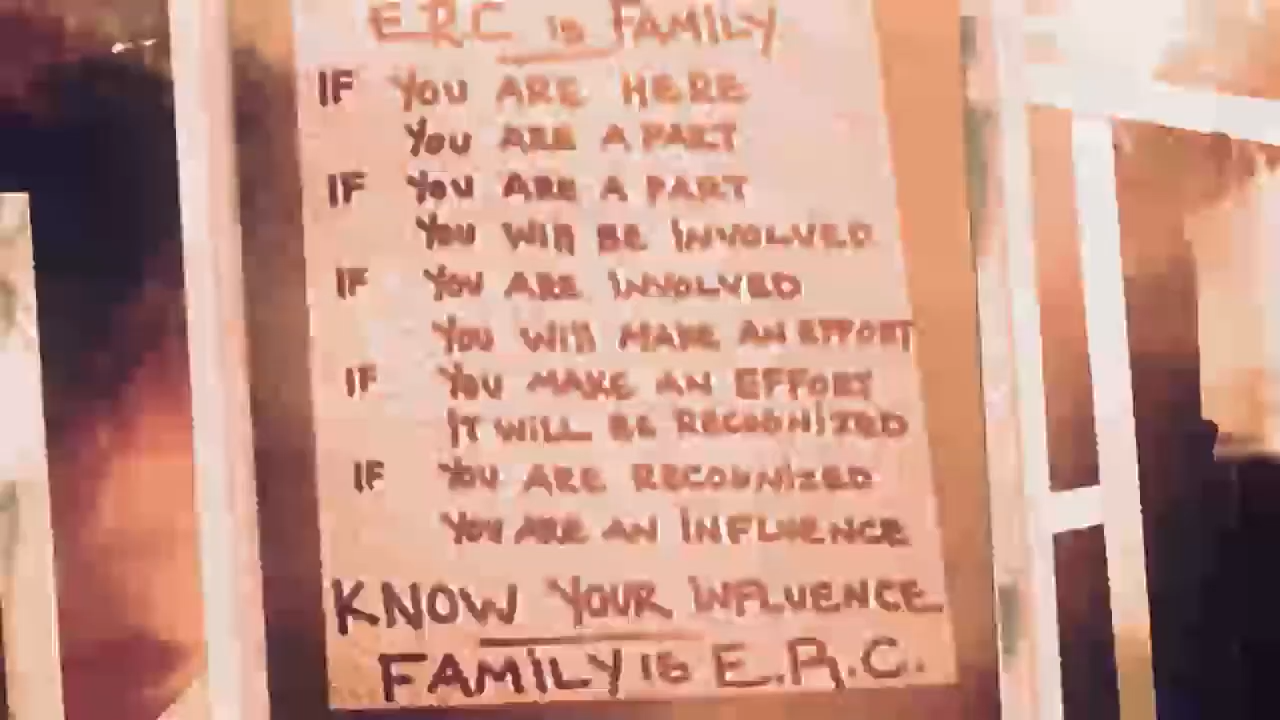 E.R.C is FAMILY
IF YOU ARE HERE
YOU ARE A PART
IF YOU ARE A PART
YOU WILL BE INVOLVED
IF YOU ARE INVOLVED
YOU WILL MAKE AN EFFORT
IF YOU MAKE AN EFFORT
IT WILL BE RECOGNIZED
IF YOU ARE RECOGNIZED
YOU ARE AN INFLUENCE
KNOW YOUR INFLUENCE
FAMILY IS E.R.C.